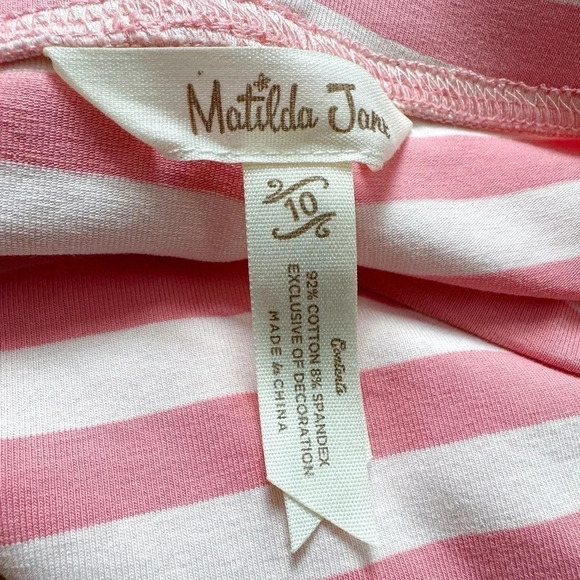 Matilda Jane
10
Contents
92% COTTON 8% SPANDEX
EXCLUSIVE OF DECORATION
MADE in CHINA